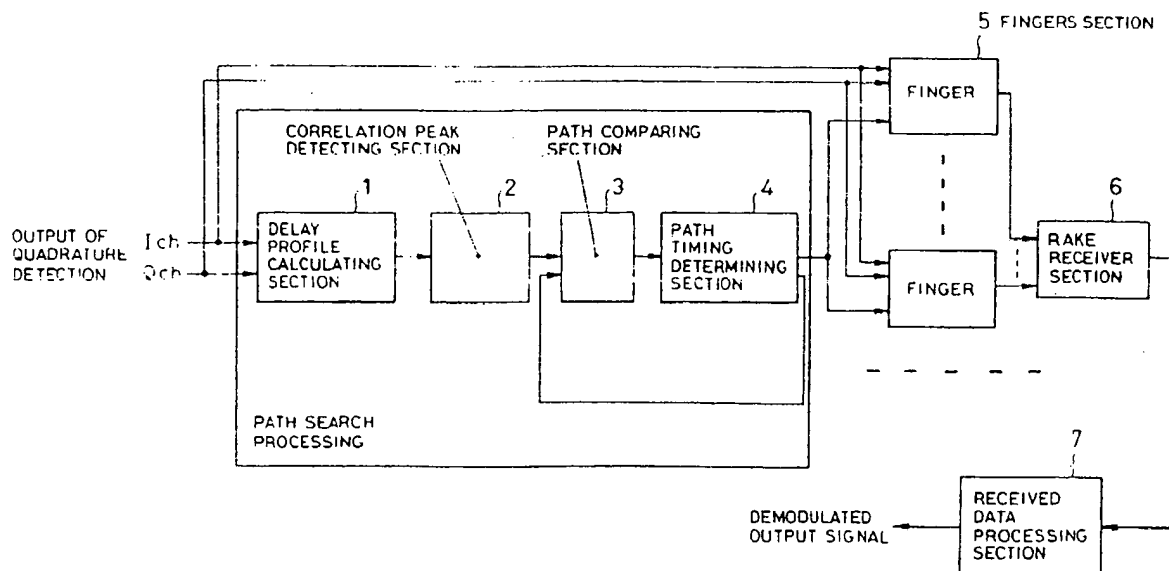 5 FINGERS SECTION
FINGER
CORRELATION PEAK
DETECTING SECTION
PATH COMPARING
SECTION
1
2
3
4
6
OUTPUT OF
QUADRATURE
DETECTION
I ch
Q ch
DELAY
PROFILE
CALCULATING
SECTION
PATH
TIMING
DETERMINING
SECTION
RAKE
RECEIVER
SECTION
FINGER
PATH SEARCH
PROCESSING
7
RECEIVED
DATA
PROCESSING
SECTION
DEMODULATED
OUTPUT SIGNAL